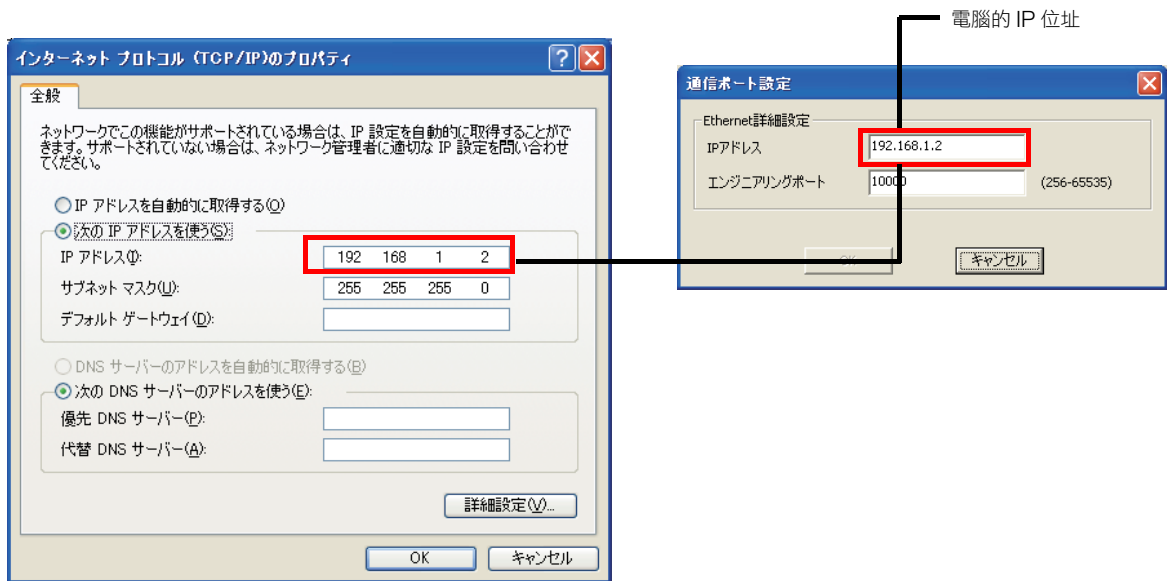 電腦的 IP 位址
インターネット プロトコル (TCP/IP)のプロパティ
全般
ネットワークでこの機能がサポートされている場合は、IP 設定を自動的に取得することがで
きます。サポートされていない場合は、ネットワーク管理者に適切な IP 設定を問い合わせ
てください。
IP アドレスを自動的に取得する(O)
次の IP アドレスを使う(S):
IP アドレス(I): 192 168 1 2
サブネット マスク(U): 255 255 255 0
デフォルト ゲートウェイ(D):
DNS サーバーのアドレスを自動的に取得する(B)
次の DNS サーバーのアドレスを使う(E):
優先 DNS サーバー(P):
代替 DNS サーバー(A):
詳細設定(V)...
OK キャンセル
通信ポート設定
Ethernet詳細設定
IPアドレス 192.168.1.2
エンジニアリングポート 10000 (256-65535)
OK キャンセル